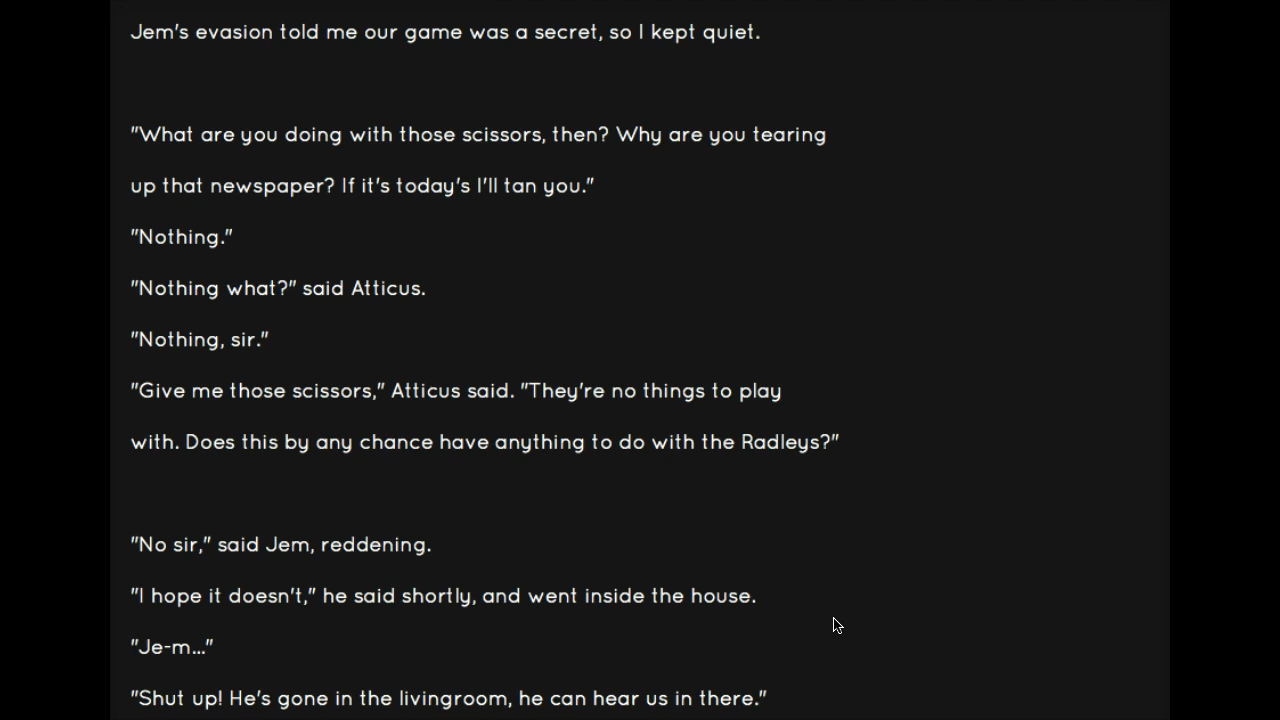 Jem's evasion told me our game was a secret, so I kept quiet.
"What are you doing with those scissors, then? Why are you tearing
up that newspaper? If it's today's I'll tan you."
"Nothing."
"Nothing what?" said Atticus.
"Nothing, sir."
"Give me those scissors," Atticus said. "They're no things to play
with. Does this by any chance have anything to do with the Radleys?"
"No sir," said Jem, reddening.
"I hope it doesn't," he said shortly, and went inside the house.
"Je-m..."
"Shut up! He's gone in the livingroom, he can hear us in there."